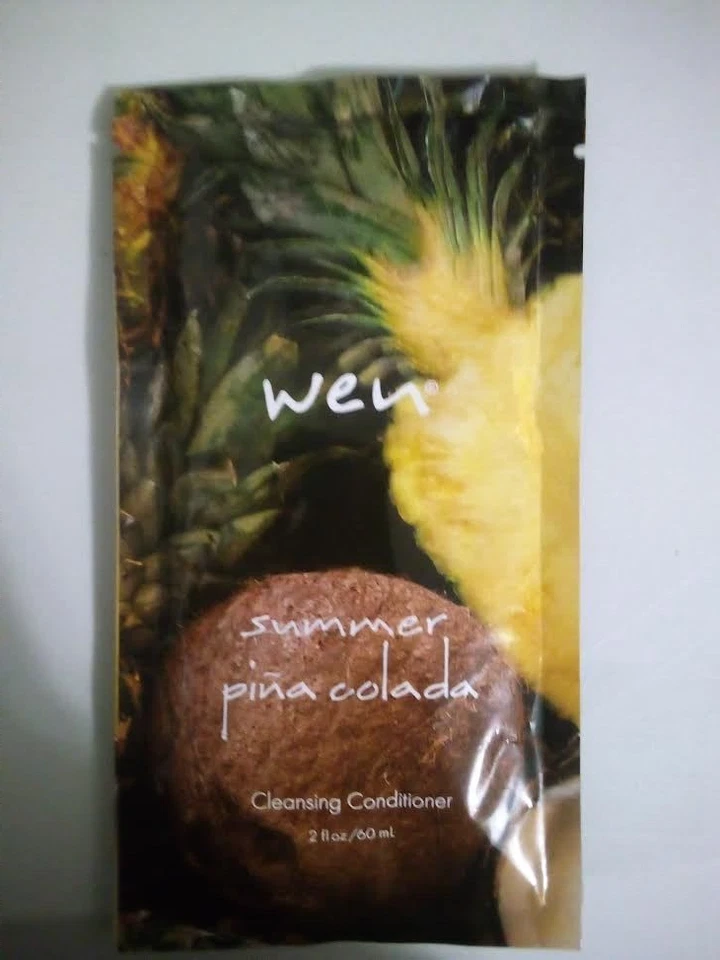 wen®
summer
piña colada
Cleansing Conditioner
2 fl oz/60 mL